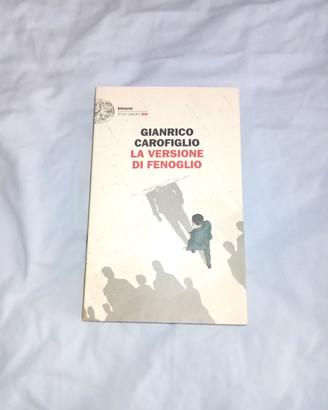 EINAUDI
STILE LIBERO BIG
GIANRICO
CAROFIGLIO
LA VERSIONE
DI FENOGLIO